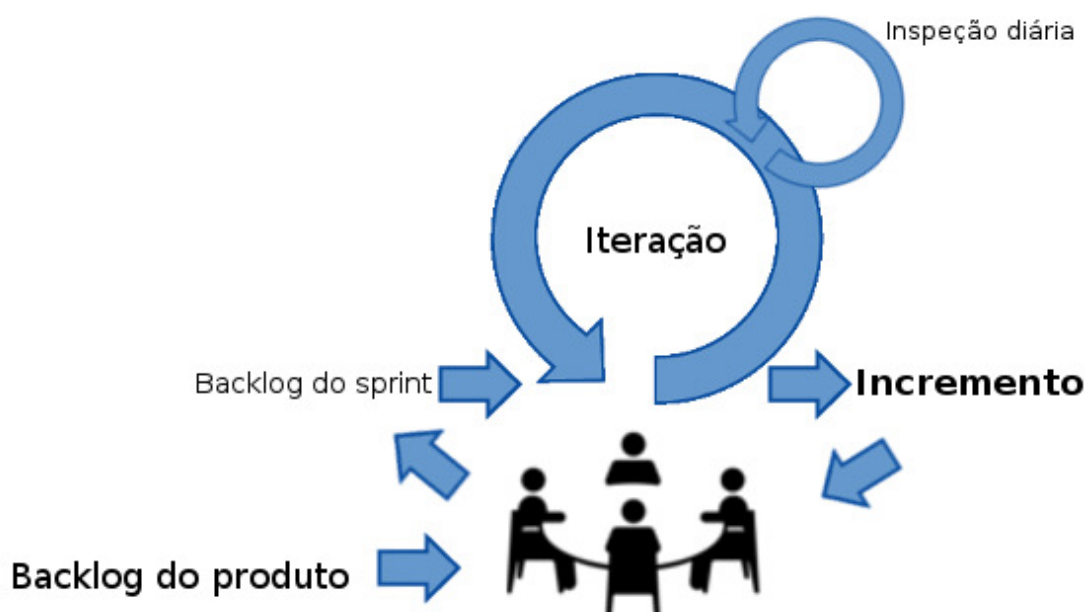 Inspeção diária
Iteração
Backlog do sprint
Incremento
Backlog do produto